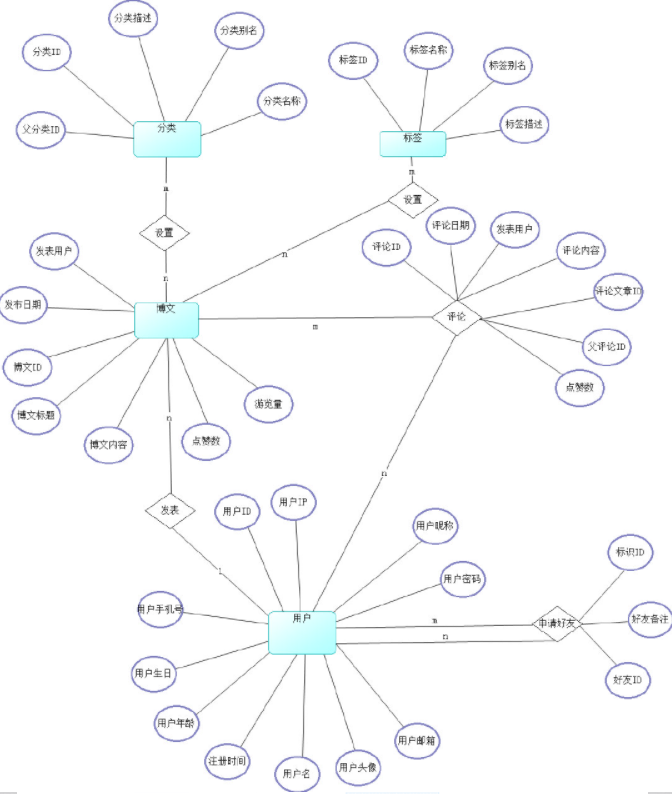 分类描述
分类别名
分类ID
标签名称
标签ID
标签别名
分类名称
父分类ID
分类
标签描述
标签
m
m
设置
设置
评论日期
发表用户
评论ID
评论内容
发表用户
n
n
评论文章ID
发布日期
博文
评论
m
父评论ID
博文ID
点赞数
游览量
博文标题
n
博文内容
点赞数
n
用户ID
用户IP
发表
用户昵称
标识ID
1
用户密码
用户手机号
用户
m
申请好友
好友备注
n
用户生日
好友ID
用户年龄
用户邮箱
注册时间
用户名
用户头像